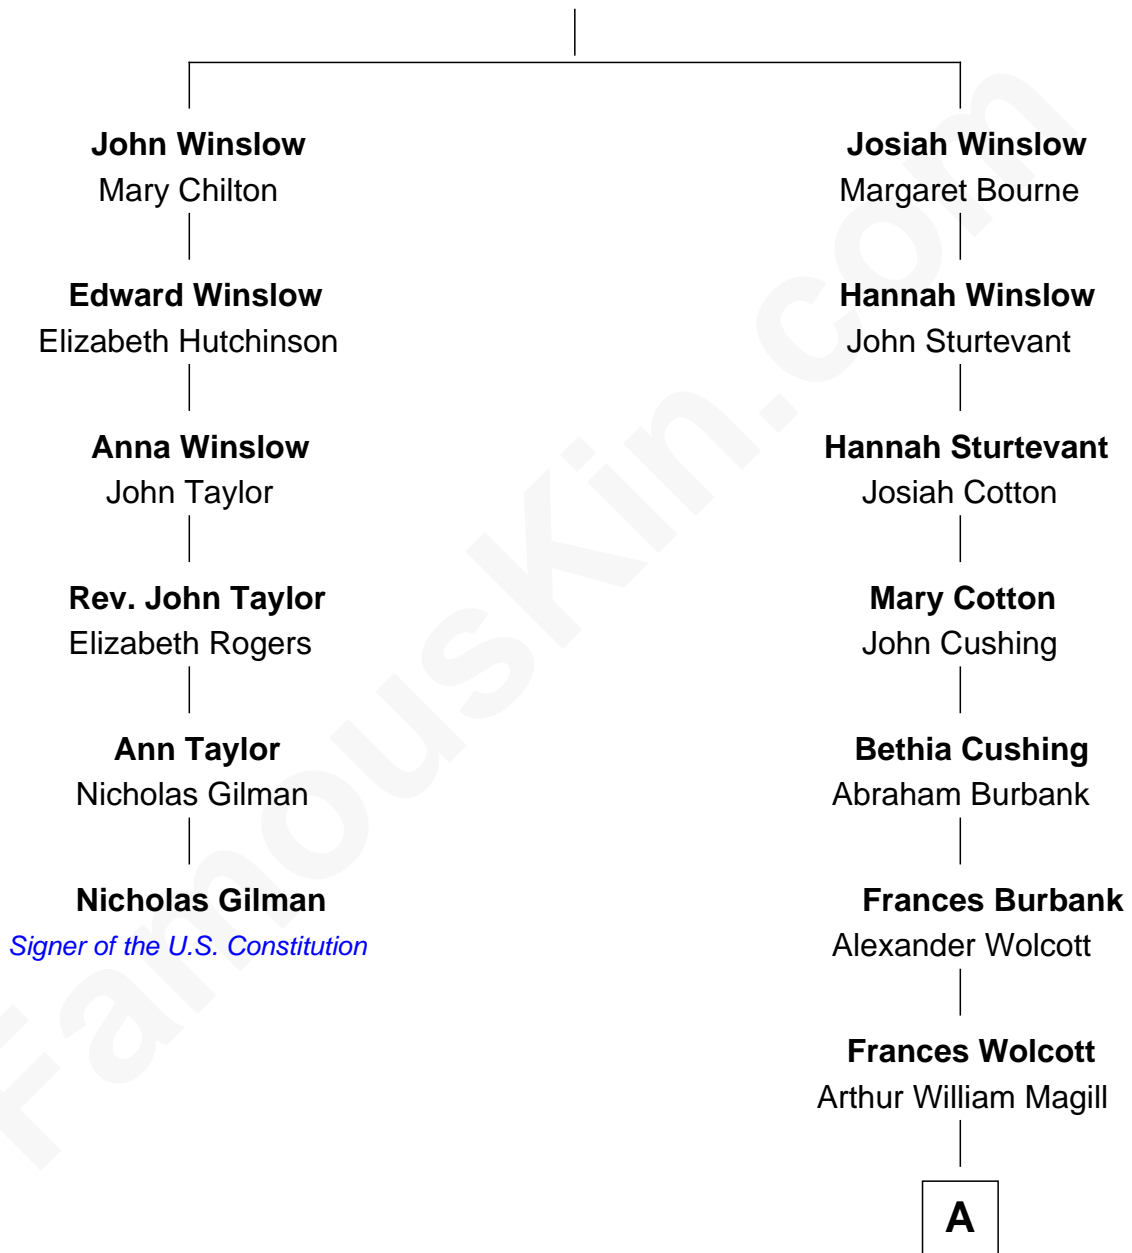 John Winslow
Mary Chilton
Edward Winslow
Elizabeth Hutchinson
Anna Winslow
John Taylor
Rev. John Taylor
Elizabeth Rogers
Ann Taylor
Nicholas Gilman
Nicholas Gilman
Signer of the U.S. Constitution
Josiah Winslow
Margaret Bourne
Hannah Winslow
John Sturtevant
Hannah Sturtevant
Josiah Cotton
Mary Cotton
John Cushing
Bethia Cushing
Abraham Burbank
Frances Burbank
Alexander Wolcott
Frances Wolcott
Arthur William Magill
A
FamousKin.com